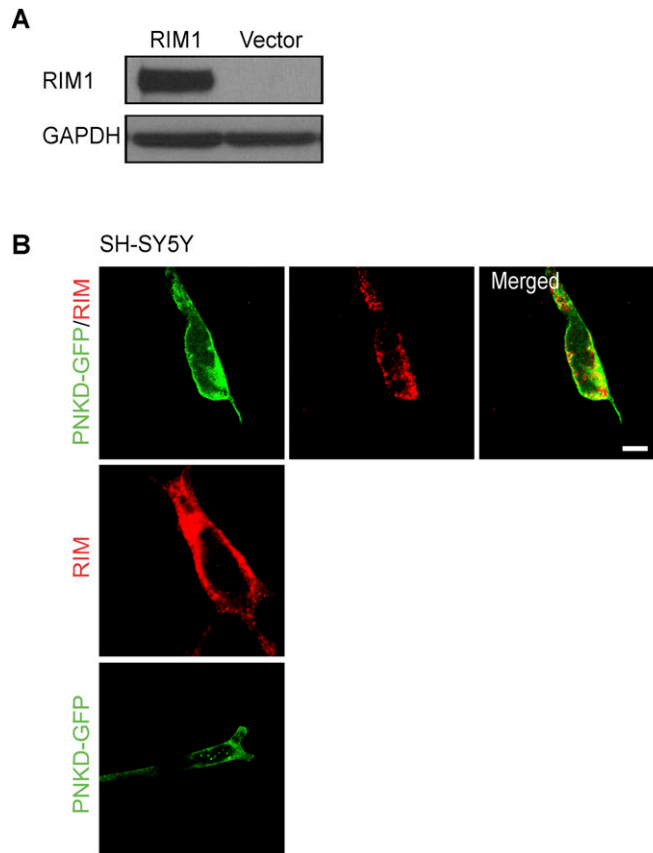 A
RIM1 Vector
RIM1
GAPDH
B
SH-SY5Y
PNKD-GFP/RIM
Merged
RIM
PNKD-GFP